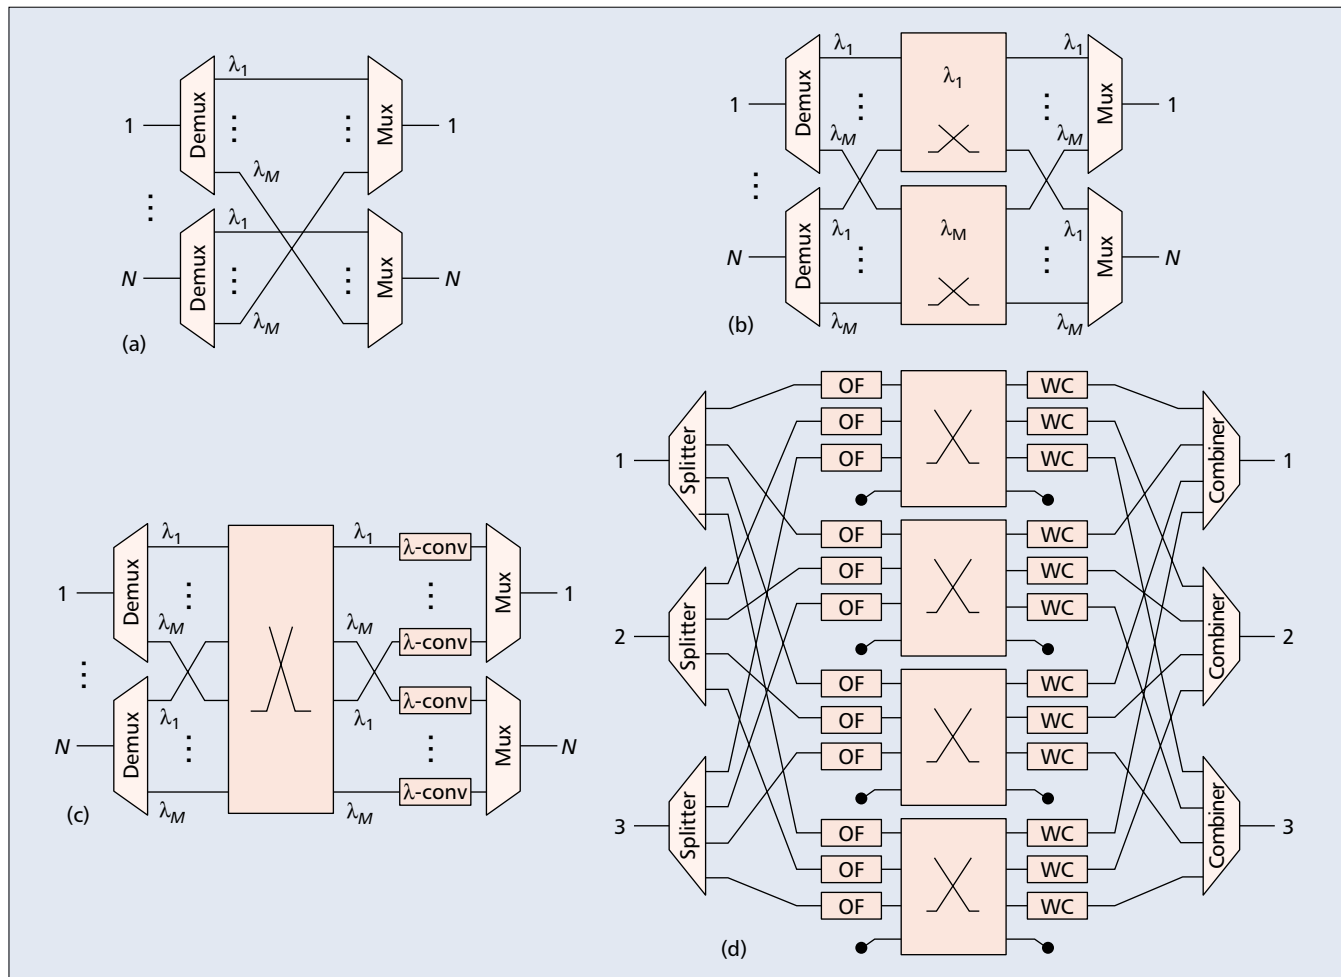 λ1
Demux
Mux
1
1
λM
λ1
Demux
Mux
N
N
λM
(a)
λ1
λ1
Demux
λ1
Mux
1
1
λM
λM
λ1
λM
λ1
Demux
Mux
N
N
λM
λM
(b)
λ1
λ1
λ-conv
Demux
Mux
1
1
λM
λM
λ-conv
λ1
λ1
λ-conv
Demux
Mux
N
N
λM
λM
λ-conv
(c)
OF
WC
OF
WC
1
Splitter
OF
WC
Combiner
1
OF
WC
OF
WC
OF
WC
2
Splitter
Combiner
2
OF
WC
OF
WC
OF
WC
3
Splitter
Combiner
3
OF
WC
OF
WC
OF
WC
(d)